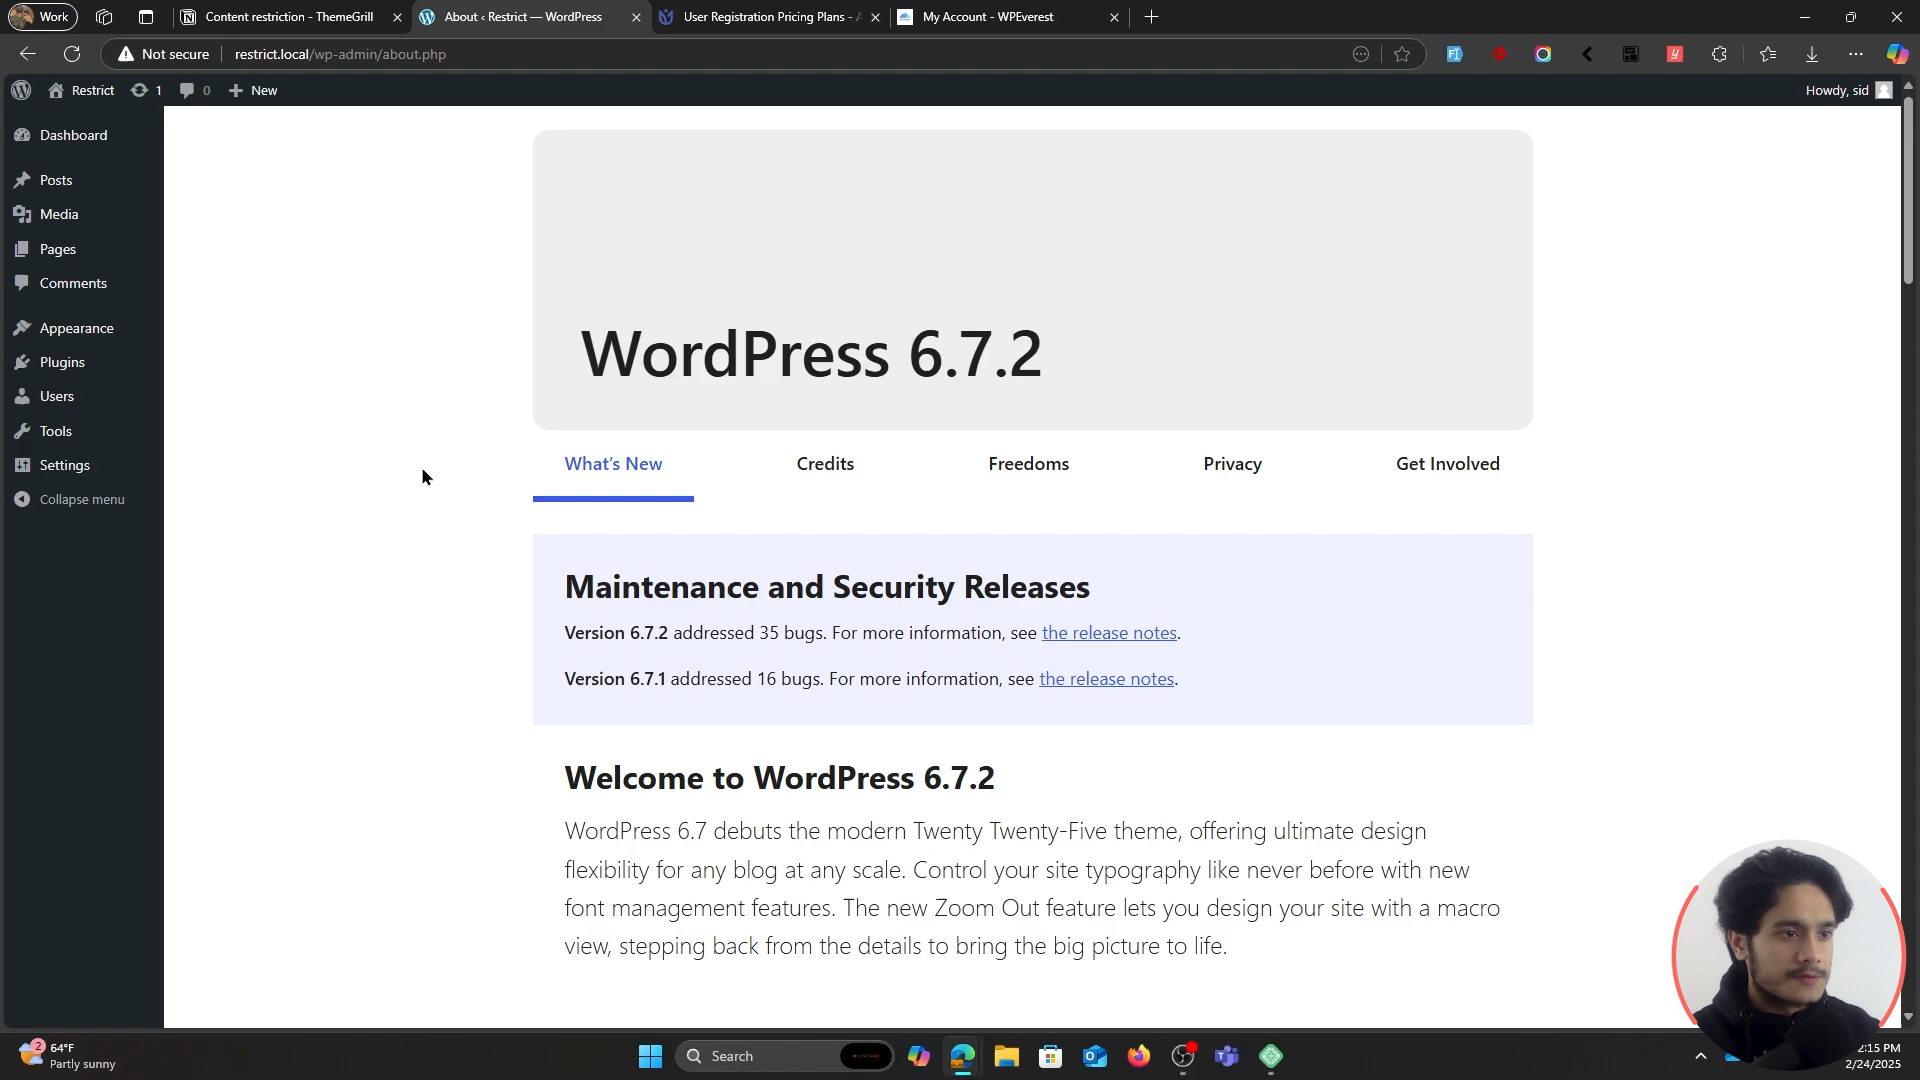 Work
Content restriction - ThemeGrill
About ‹ Restrict — WordPress
User Registration Pricing Plans -
My Account - WPEverest
Not secure
restrict.local/wp-admin/about.php
Restrict
1
0
New
Howdy, sid
Dashboard
Posts
Media
Pages
Comments
Appearance
Plugins
Users
Tools
Settings
Collapse menu
WordPress 6.7.2
What's New
Credits
Freedoms
Privacy
Get Involved
Maintenance and Security Releases
Version 6.7.2 addressed 35 bugs. For more information, see the release notes.
Version 6.7.1 addressed 16 bugs. For more information, see the release notes.
Welcome to WordPress 6.7.2
WordPress 6.7 debuts the modern Twenty Twenty-Five theme, offering ultimate design
flexibility for any blog at any scale. Control your site typography like never before with new
font management features. The new Zoom Out feature lets you design your site with a macro
view, stepping back from the details to bring the big picture to life.
2
64°F
Partly sunny
Search
2:15 PM
2/24/2025